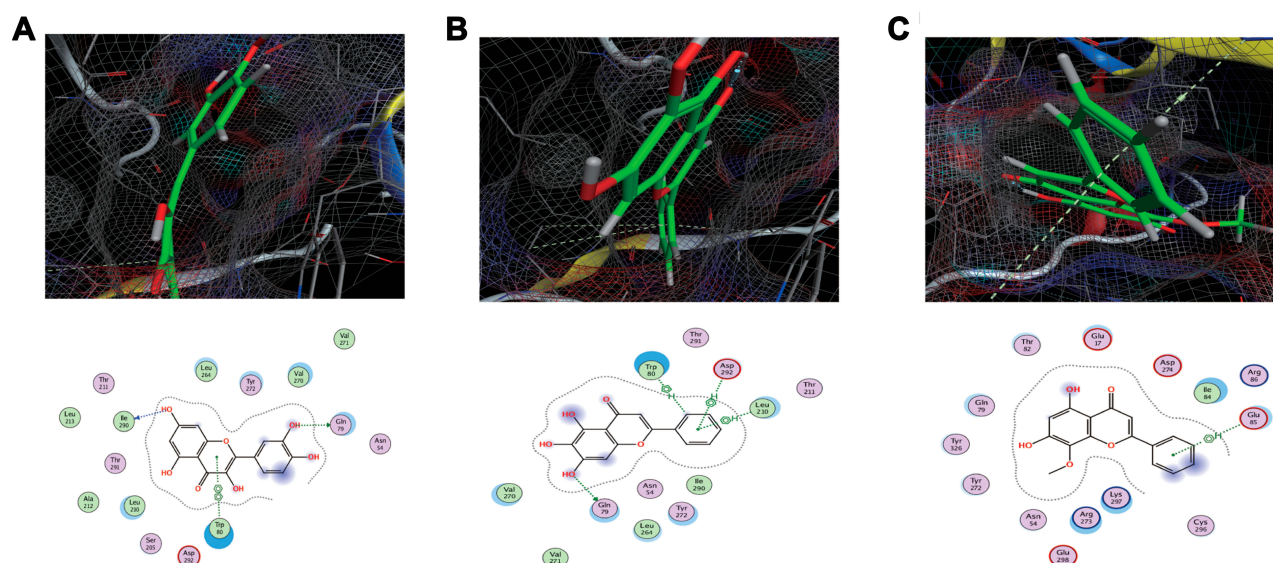 A
B
C
Val
271
Leu
264
Tyr
272
Val
270
Thr
211
Leu
213
Ile
290
Gln
79
Asn
54
Thr
291
Ala
212
Leu
210
Ser
205
Asp
292
Trp
80
HO
OH
O
OH
OH
O
OH
Thr
291
Trp
80
Asp
292
Thr
211
Leu
210
H
H
H
O
HO
HO
HO
O
Val
270
Gln
79
Asn
54
Ile
290
Tyr
272
Leu
264
Val
271
Thr
82
Glu
17
Asp
274
Arg
86
Ile
84
Glu
85
Gln
79
Tyr
326
Tyr
272
Asn
54
Arg
273
Lys
297
Glu
298
Cys
296
OH
O
HO
O
O
H